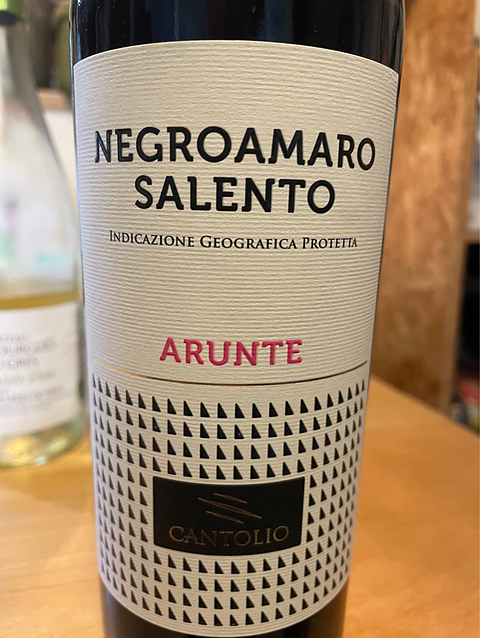 NEGROAMARO
SALENTO
INDICAZIONE GEOGRAFICA PROTETTA
ARUNTE
CANTOLIO